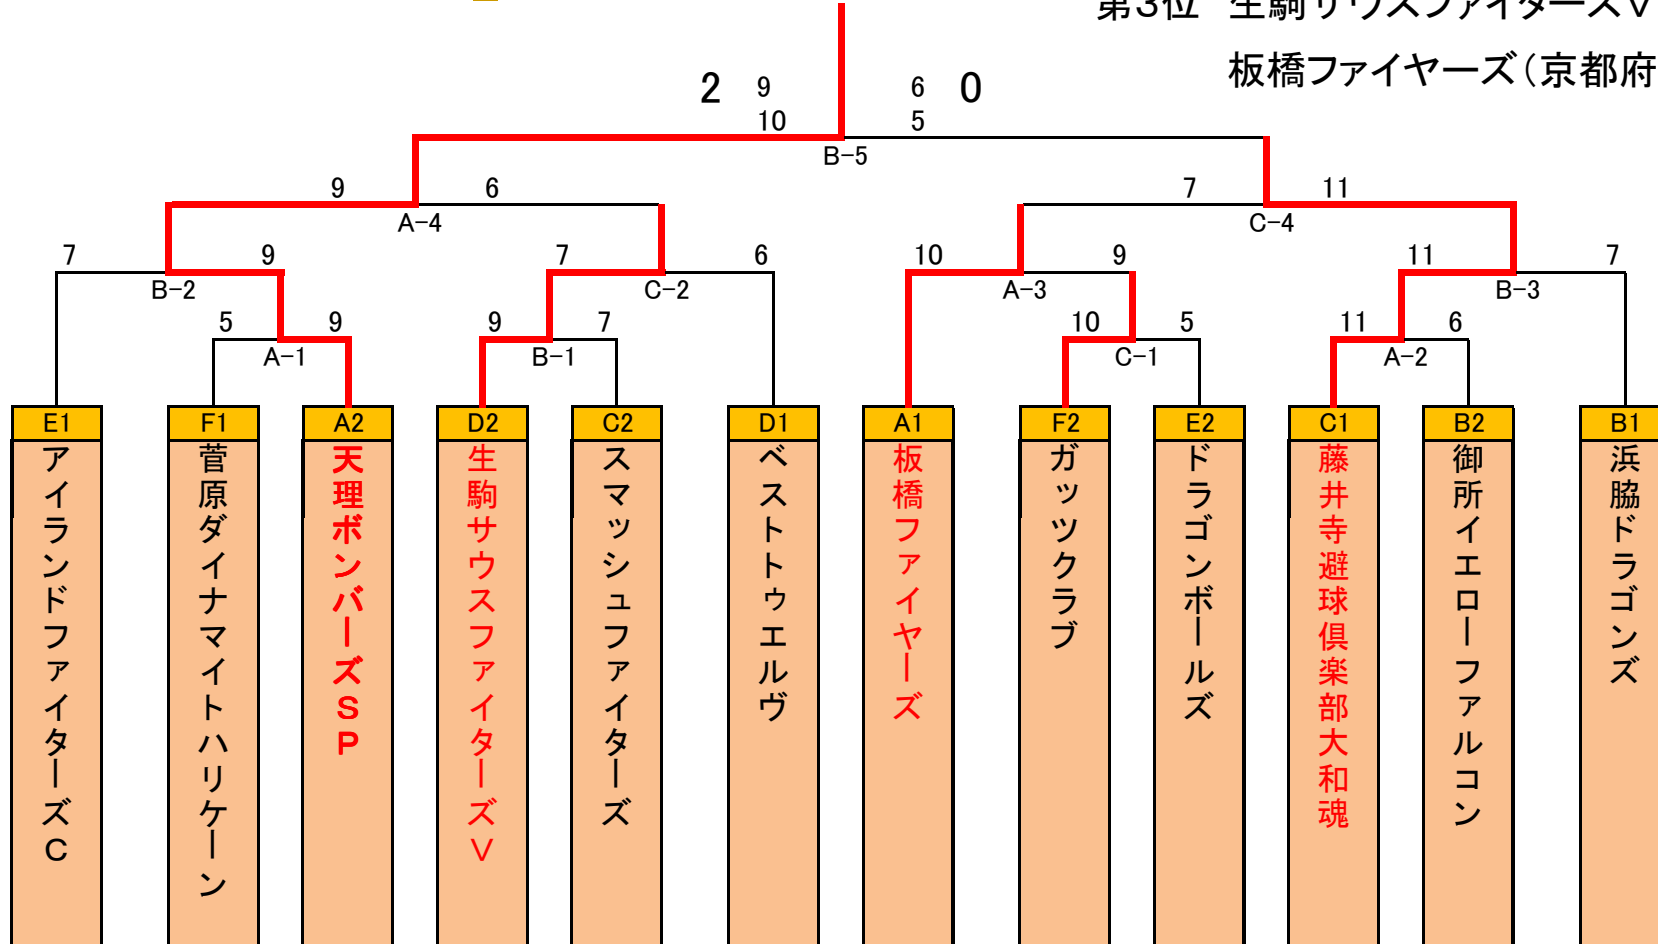 第3位 生駒サウスファイターズV
板橋ファイヤーズ(京都府
2 9 6 0
10 5
B-5
9 6 7 11
A-4 C-4
7 9 7 6 10 9 11 7
B-2 C-2 A-3 B-3
5 9 9 7 10 5 11 6
A-1 B-1 C-1 A-2
E1 F1 A2 D2 C2 D1 A1 F2 E2 C1 B2 B1
アイランドファイターズC
菅原ダイナマイトハリケーン
天理ボンバーズSP
生駒サウスファイターズV
スマッシュファイターズ
ベストトゥエルヴ
板橋ファイヤーズ
ガッツクラブ
ドラゴンボールズ
藤井寺避球倶楽部大和魂
御所イエローファルコン
浜脇ドラゴンズ